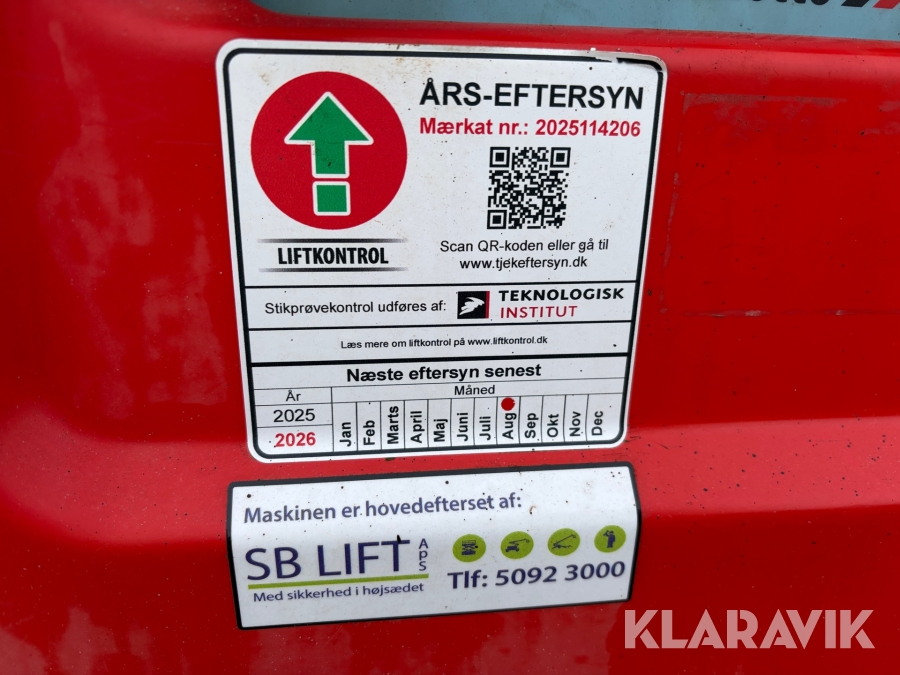 ÅRS-EFTERSYN
Mærkat nr.: 2025114206
LIFTKONTROL
Scan QR-koden eller gå til
www.tjekeftersyn.dk
Stikprøvekontrol udføres af: TEKNOLOGISK
INSTITUT
Læs mere om liftkontrol på www.liftkontrol.dk
Næste eftersyn senest
År Måned
2025
2026 Jan Feb Marts April Maj Juni Juli Aug Sep Okt Nov Dec
Maskinen er hovedefterset af:
SB LIFT ApS
Med sikkerhed i højsædet
Tlf: 5092 3000
KLARAVIK